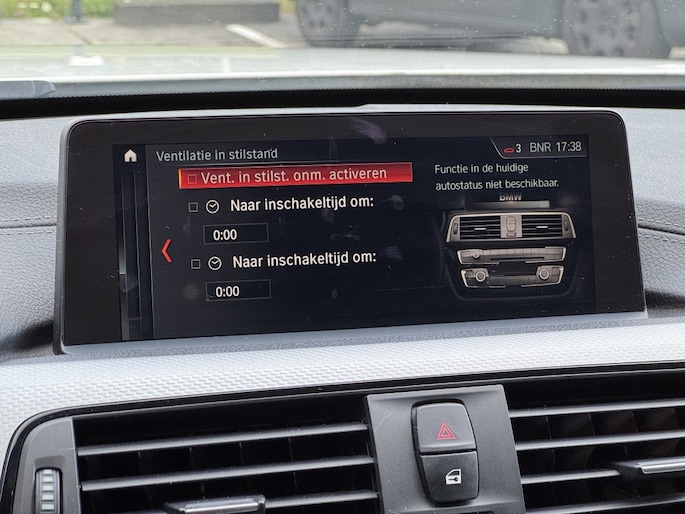 3 BNR 17:38
Ventilatie in stilstand
Vent. in stilst. onm. activeren
Naar inschakeltijd om:
0:00
Naar inschakeltijd om:
0:00
Functie in de huidige
autostatus niet beschikbaar.
BMW